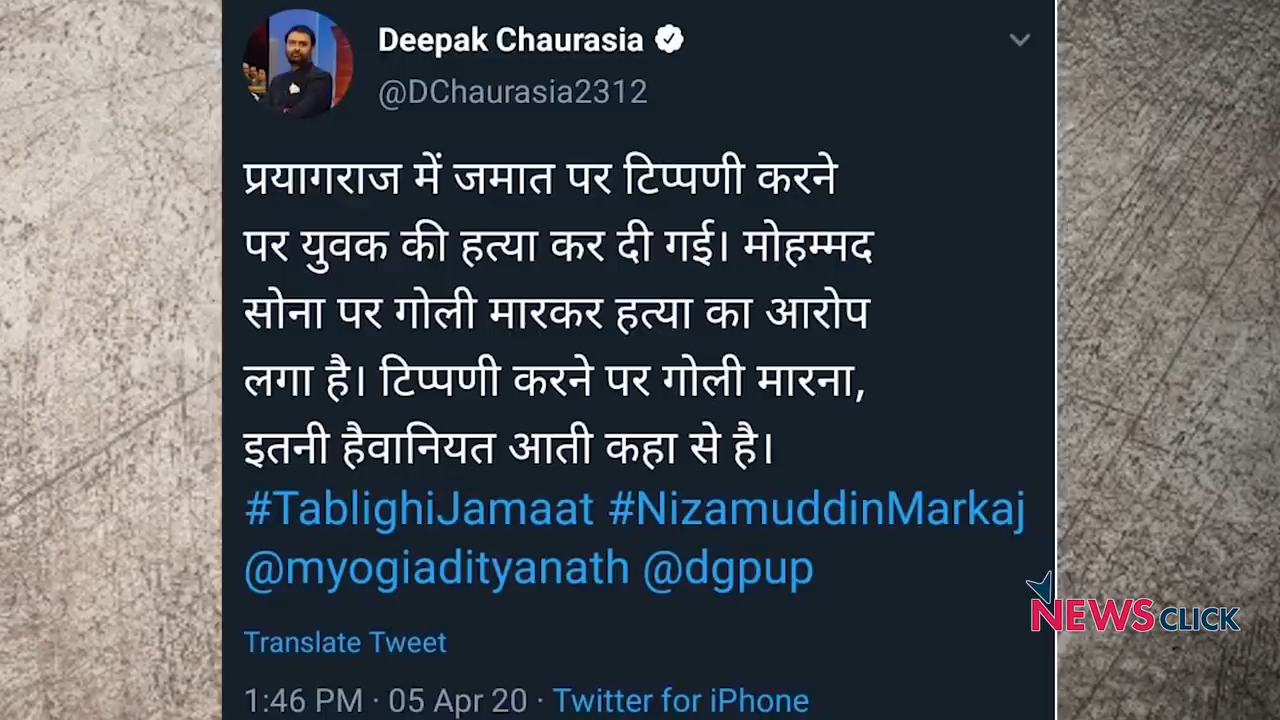 Deepak Chaurasia
@DChaurasia2312
प्रयागराज में जमात पर टिप्पणी करने
पर युवक की हत्या कर दी गई। मोहम्मद
सोना पर गोली मारकर हत्या का आरोप
लगा है। टिप्पणी करने पर गोली मारना,
इतनी हैवानियत आती कहा से है।
#TablighiJamaat #NizamuddinMarkaj
@myogiadityanath @dgpup
NEWSCLICK
Translate Tweet
1:46 PM · 05 Apr 20 · Twitter for iPhone